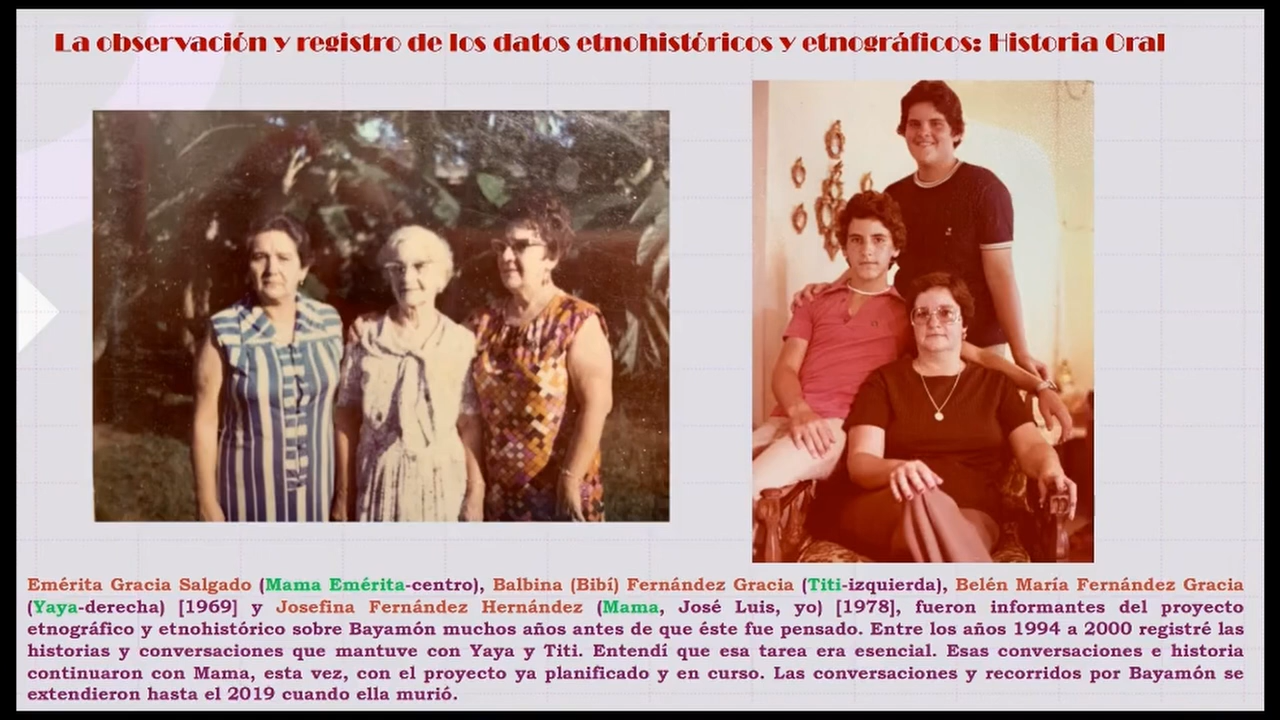 La observación y registro de los datos etnohistóricos y etnográficos: Historia Oral
Emérita Gracia Salgado (Mama Emérita-centro), Balbina (Bibí) Fernández Gracia (Titi-izquierda), Belén María Fernández Gracia
(Yaya-derecha) [1969] y Josefina Fernández Hernández (Mama, José Luis, yo) [1978], fueron informantes del proyecto
etnográfico y etnohistórico sobre Bayamón muchos años antes de que éste fue pensado. Entre los años 1994 a 2000 registré las
historias y conversaciones que mantuve con Yaya y Titi. Entendí que esa tarea era esencial. Esas conversaciones e historia
continuaron con Mama, esta vez, con el proyecto ya planificado y en curso. Las conversaciones y recorridos por Bayamón se
extendieron hasta el 2019 cuando ella murió.